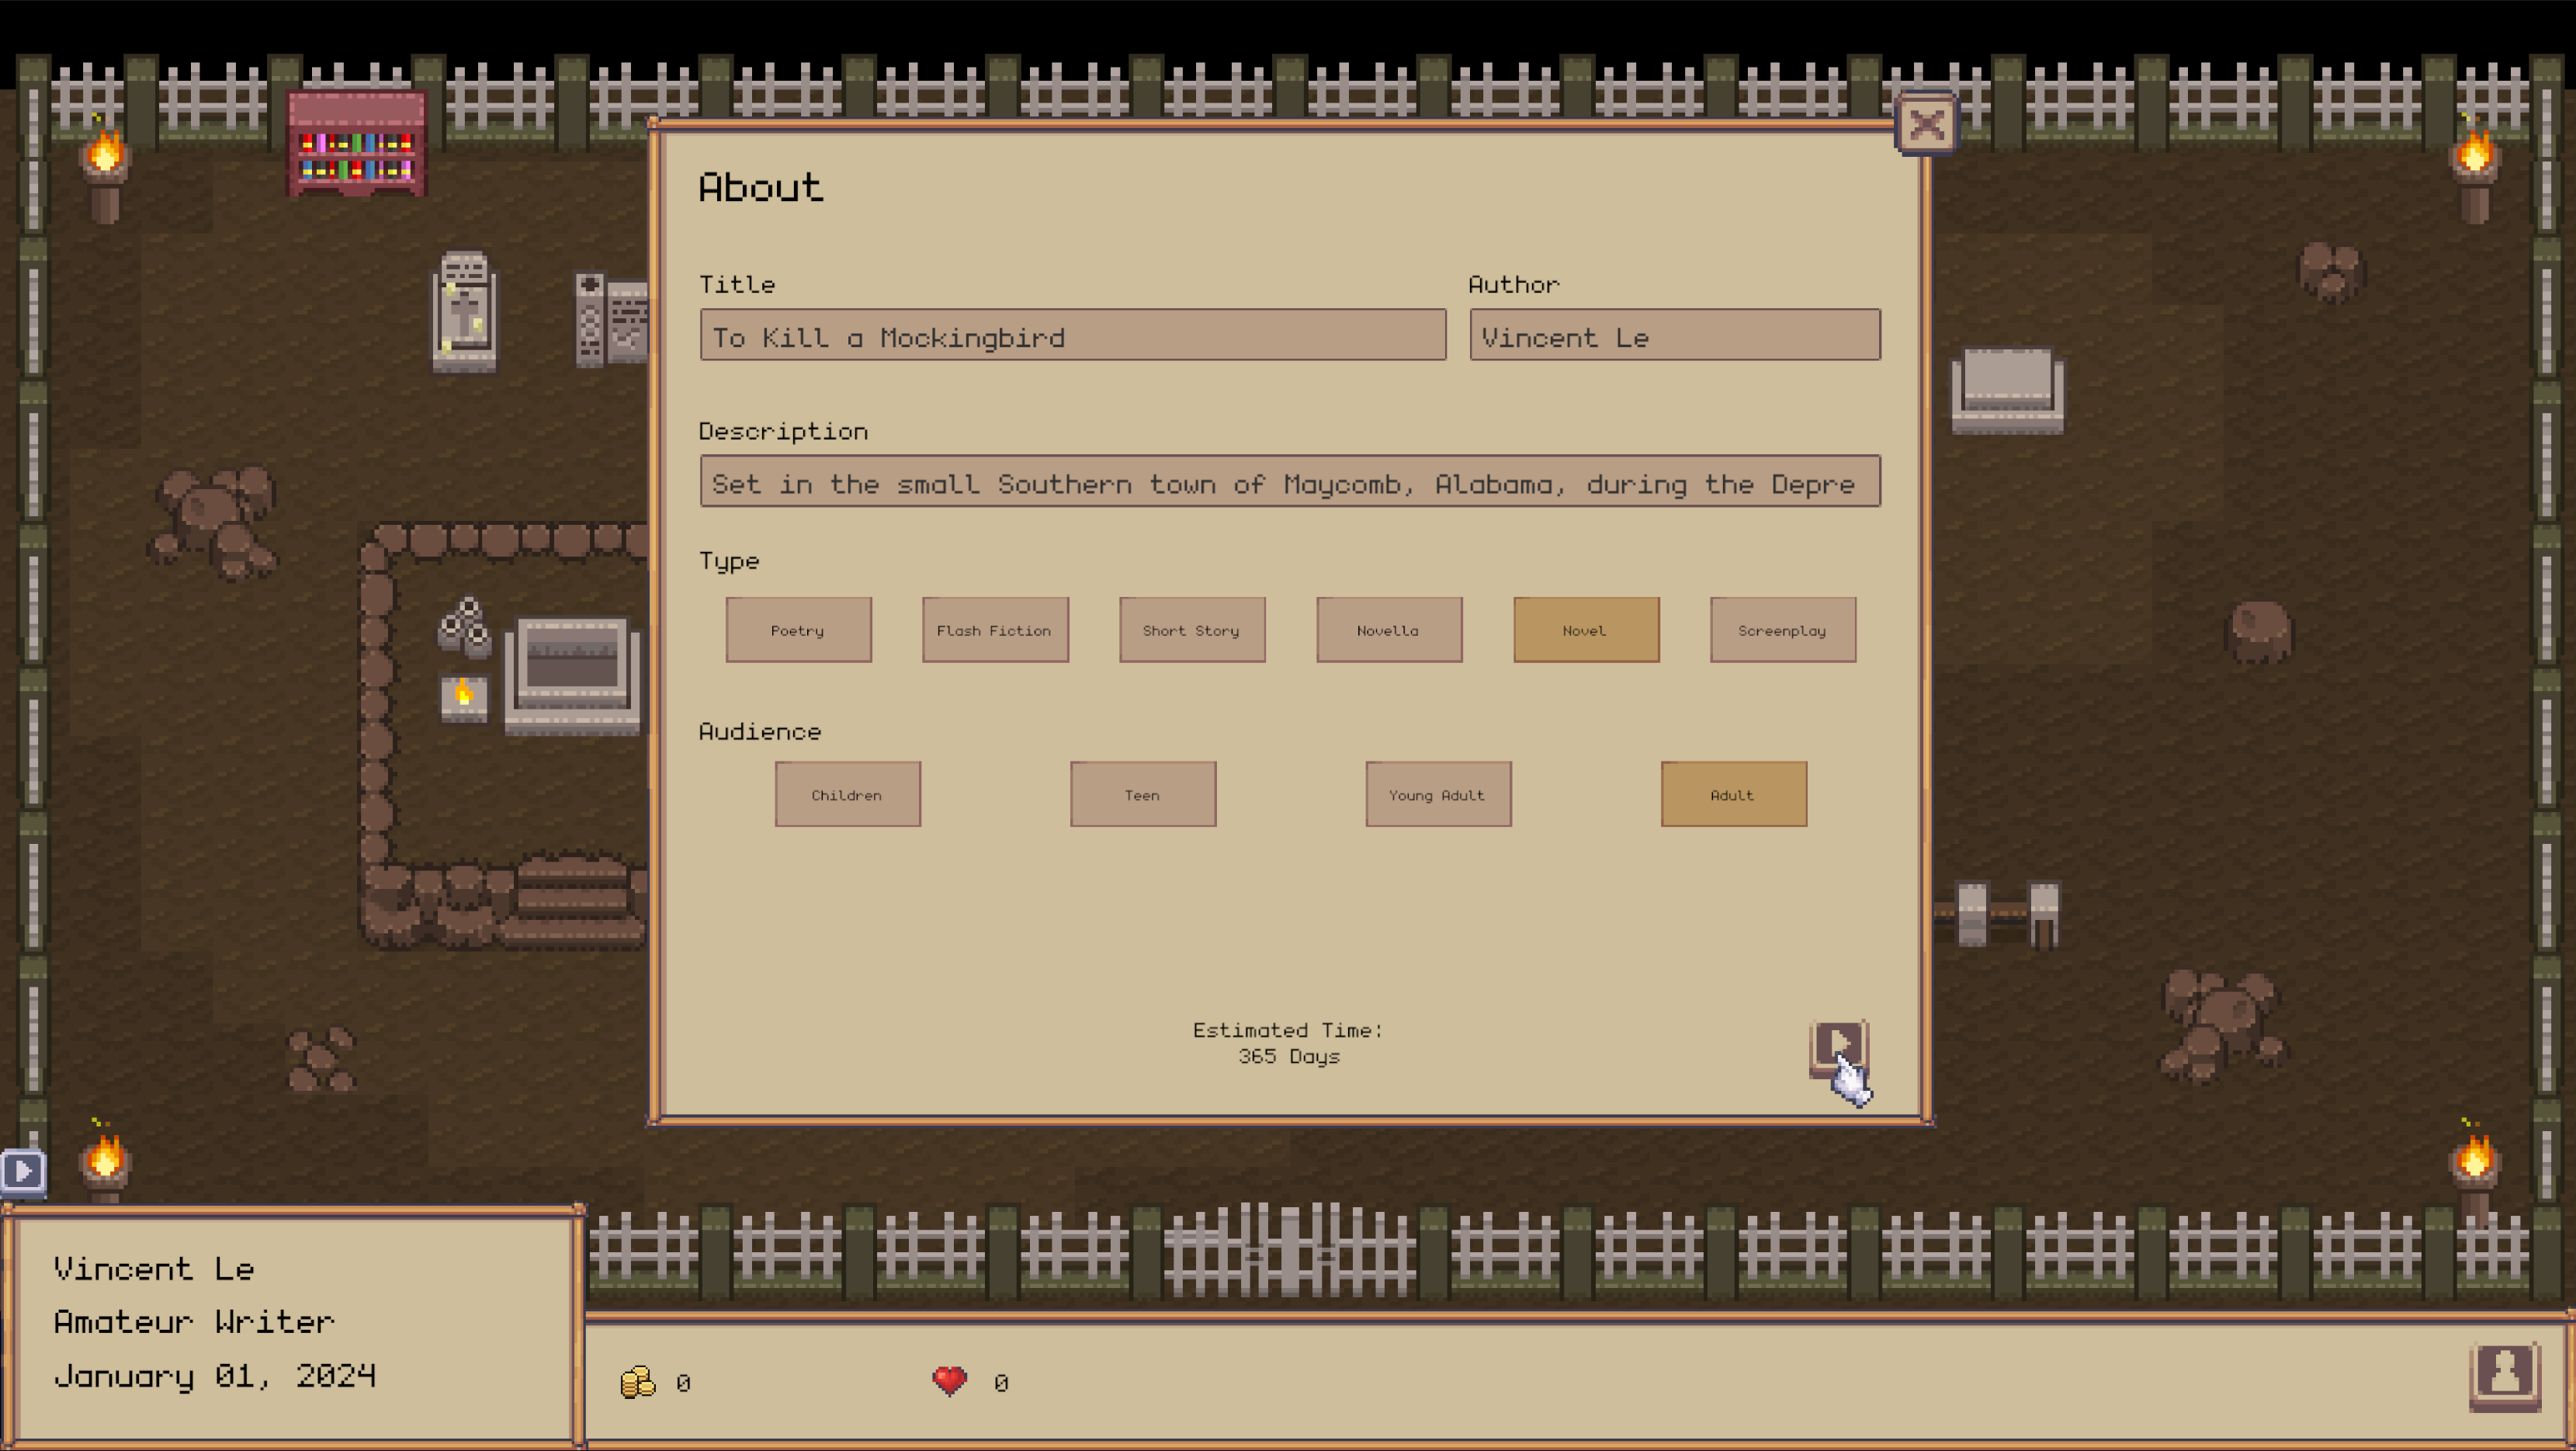 About
Title
Author
To Kill a Mockingbird
Vincent Le
Description
Set in the small Southern town of Maycomb, Alabama, during the Depre
Type
Poetry
Flash Fiction
Short Story
Novella
Novel
Screenplay
Audience
Children
Teen
Young Adult
Adult
Estimated Time:
365 Days
Vincent Le
Amateur Writer
January 01, 2024
0
0